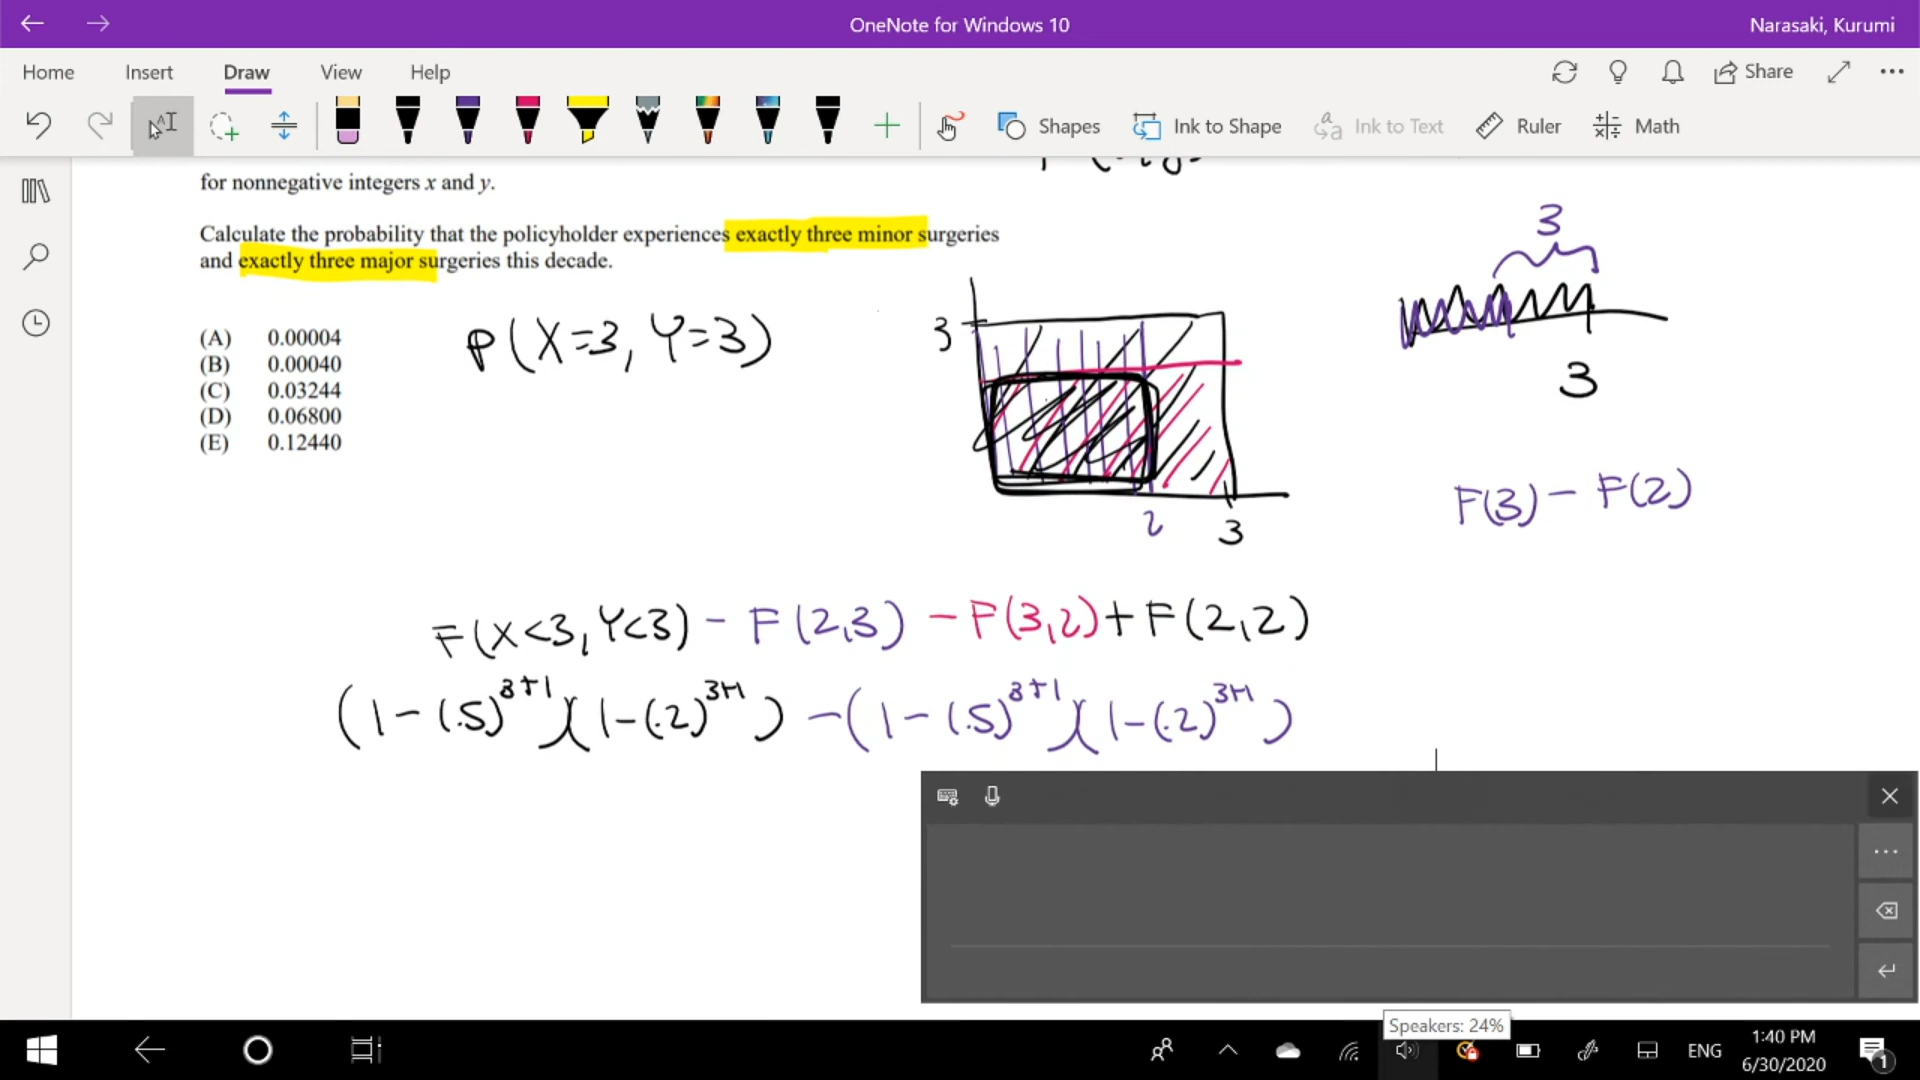 OneNote for Windows 10
Narasaki, Kurumi
Home Insert Draw View Help
Share
Shapes Ink to Shape Ink to Text Ruler Math
for nonnegative integers x and y.
Calculate the probability that the policyholder experiences exactly three minor surgeries
and exactly three major surgeries this decade.
(A) 0.00004
(B) 0.00040
(C) 0.03244
(D) 0.06800
(E) 0.12440
P(X=3, Y=3)
3
2
3
3
3
F(3) - F(2)
F(X<3, Y<3) - F(2,3) - F(3,2) + F(2,2)
(1-(.5)^3+1)(1-(.2)^3+1) - (1-(.5)^3+1)(1-(.2)^3+1)
Speakers: 24%
ENG
1:40 PM
6/30/2020
1